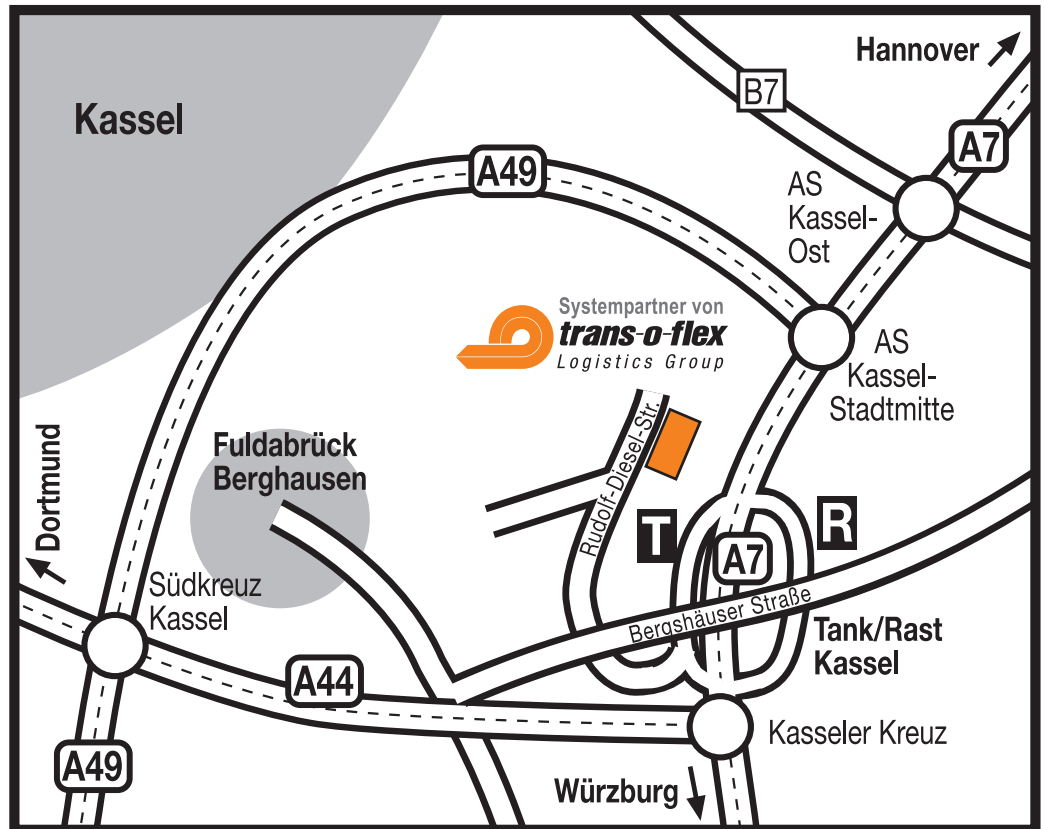 Hannover
B7
Kassel
A7
A49
AS
Kassel-
Ost
Systempartner von
trans-o-flex
Logistics Group
AS
Kassel-
Stadtmitte
Rudolf-Diesel-Str.
Fuldabrück
Berghausen
Dortmund
T
R
A7
Südkreuz
Kassel
Bergshäuser Straße
Tank/Rast
Kassel
A44
Kasseler Kreuz
A49
Würzburg